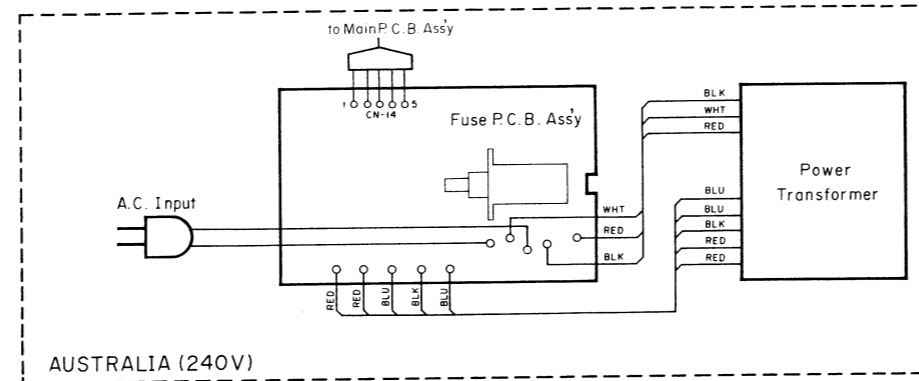 to Main P.C.B. Ass'y
1 5
CN-14
Fuse P.C.B. Ass'y
A.C. Input
BLK
WHT
RED
Power
Transformer
BLU
BLU
BLK
RED
RED
WHT
RED
BLK
RED
RED
BLU
BLK
BLU
AUSTRALIA (240V)